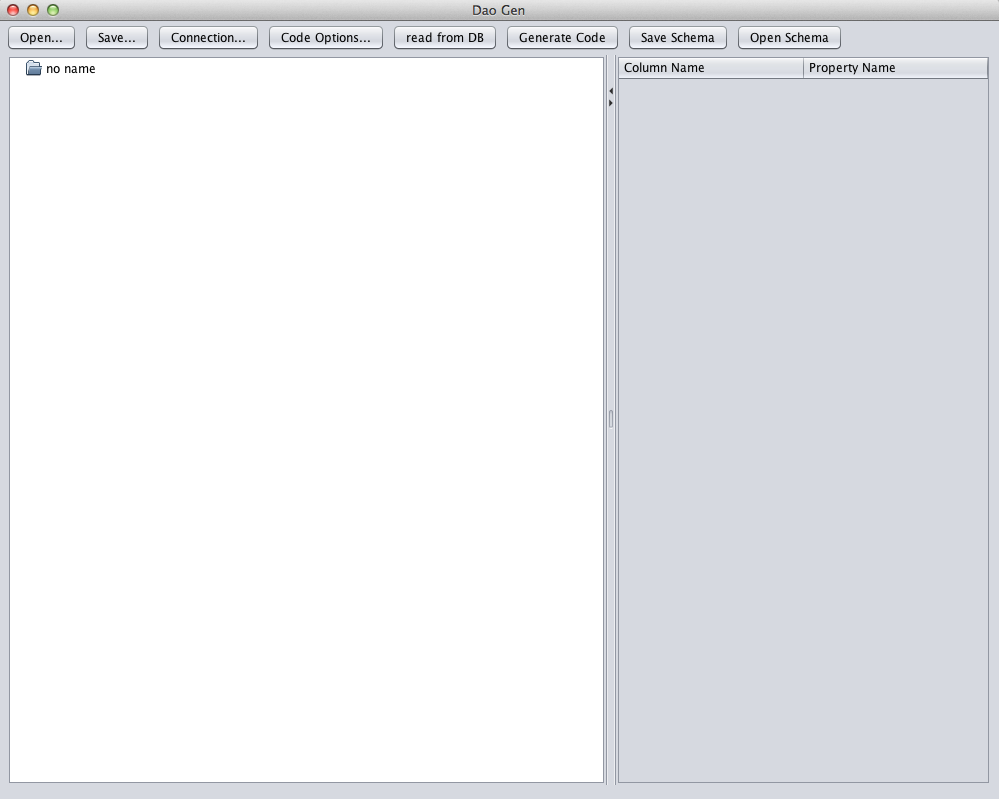 Dao Gen
Open... Save... Connection... Code Options... read from DB Generate Code Save Schema Open Schema
no name
Column Name Property Name